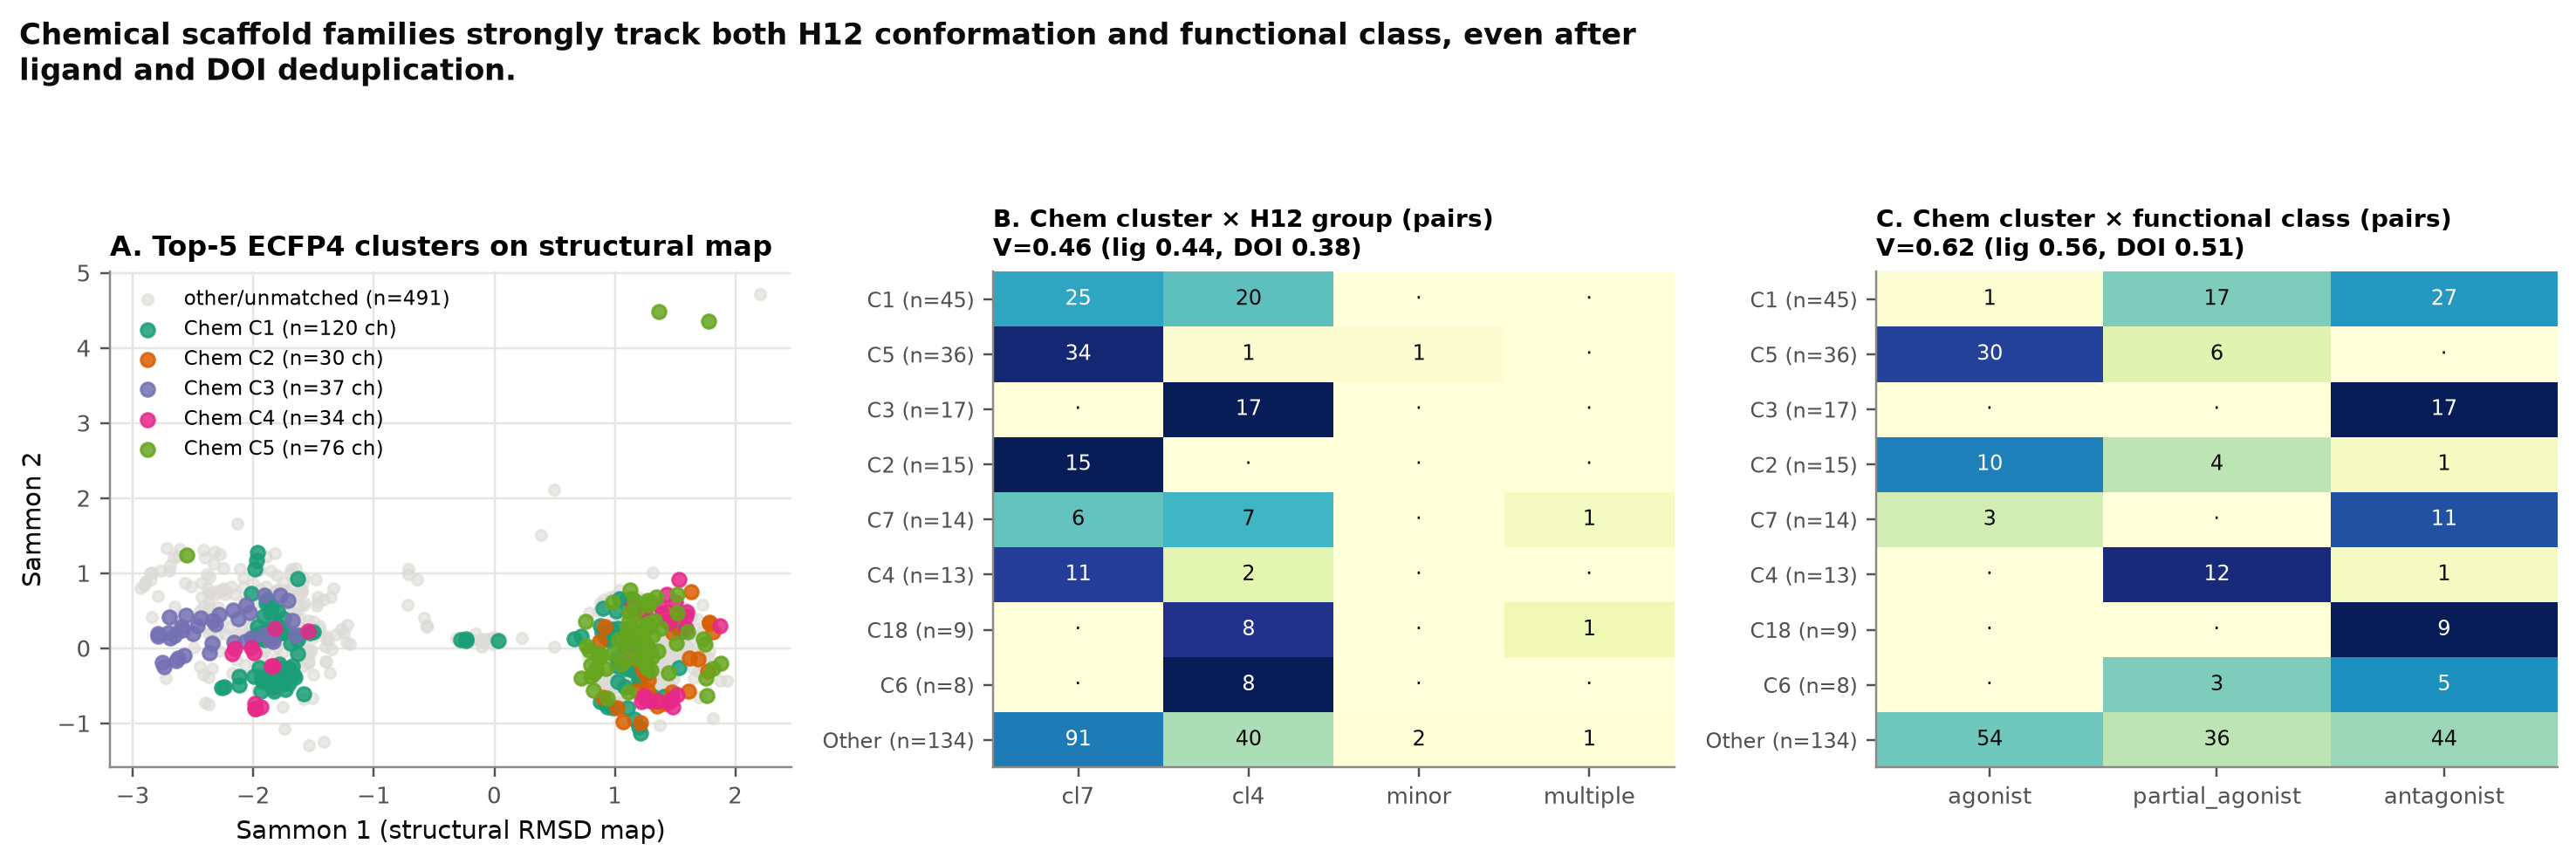 Chemical scaffold families strongly track both H12 conformation and functional class, even after
ligand and DOI deduplication.
A. Top-5 ECFP4 clusters on structural map
5
4
3
2
1
0
−1
Sammon 2
other/unmatched (n=491)
Chem C1 (n=120 ch)
Chem C2 (n=30 ch)
Chem C3 (n=37 ch)
Chem C4 (n=34 ch)
Chem C5 (n=76 ch)
−3 −2 −1 0 1 2
Sammon 1 (structural RMSD map)
B. Chem cluster × H12 group (pairs)
V=0.46 (lig 0.44, DOI 0.38)
C1 (n=45) 25 20 · ·
C5 (n=36) 34 1 1 ·
C3 (n=17) · 17 · ·
C2 (n=15) 15 · · ·
C7 (n=14) 6 7 · 1
C4 (n=13) 11 2 · ·
C18 (n=9) · 8 · 1
C6 (n=8) · 8 · ·
Other (n=134) 91 40 2 1
cl7 cl4 minor multiple
C. Chem cluster × functional class (pairs)
V=0.62 (lig 0.56, DOI 0.51)
C1 (n=45) 1 17 27
C5 (n=36) 30 6 ·
C3 (n=17) · · 17
C2 (n=15) 10 4 1
C7 (n=14) 3 · 11
C4 (n=13) · 12 1
C18 (n=9) · · 9
C6 (n=8) · 3 5
Other (n=134) 54 36 44
agonist partial_agonist antagonist